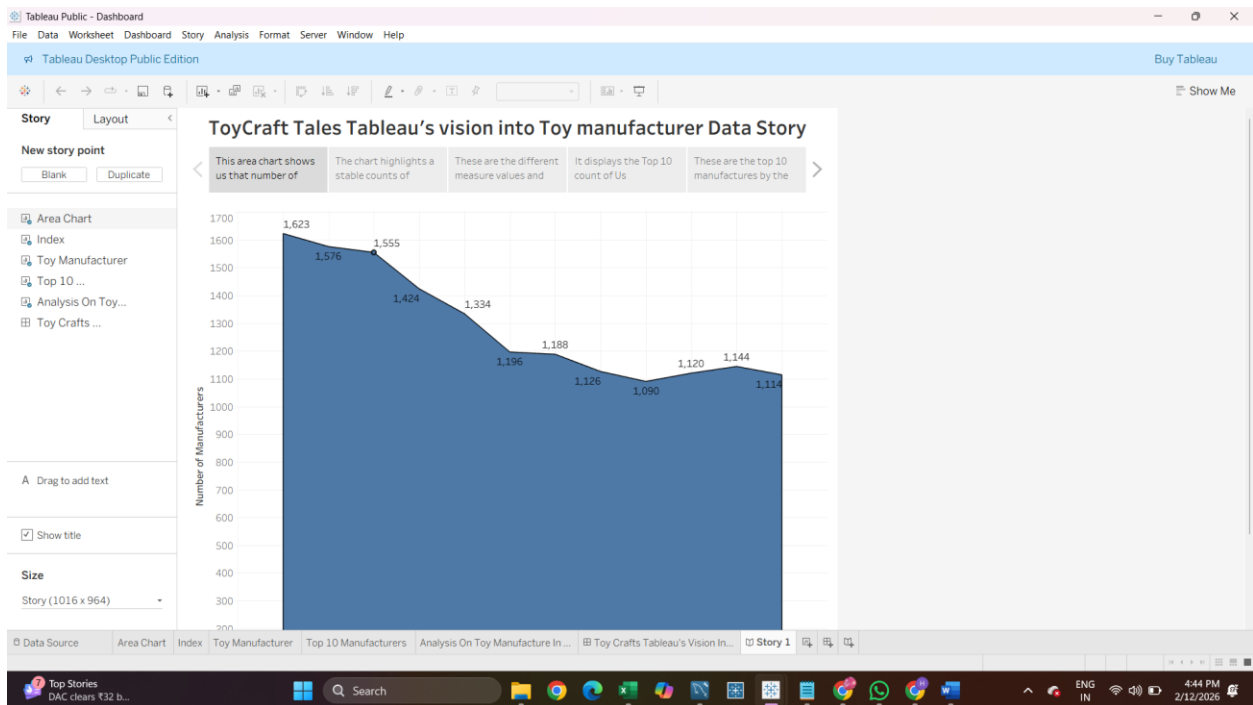 Tableau Public - Dashboard
File Data Worksheet Dashboard Story Analysis Format Server Window Help
Tableau Desktop Public Edition
Buy Tableau
Show Me
Story Layout
New story point
Blank Duplicate
Area Chart
Index
Toy Manufacturer
Top 10 ...
Analysis On Toy...
Toy Crafts ...
A Drag to add text
Show title
Size
Story (1016 x 964)
ToyCraft Tales Tableau's vision into Toy manufacturer Data Story
This area chart shows
us that number of
The chart highlights a
stable counts of
These are the different
measure values and
It displays the Top 10
count of Us
These are the top 10
manufactures by the
Number of Manufacturers
1700
1600
1500
1400
1300
1200
1100
1000
900
800
700
600
500
400
300
200
1,623
1,576
1,555
1,424
1,334
1,196
1,188
1,126
1,090
1,120
1,144
1,114
Data Source Area Chart Index Toy Manufacturer Top 10 Manufacturers Analysis On Toy Manufacture In ... Toy Crafts Tableau's Vision In... Story 1
7
Top Stories
DAC clears ₹32 b...
Search
ENG
IN
4:44 PM
2/12/2026